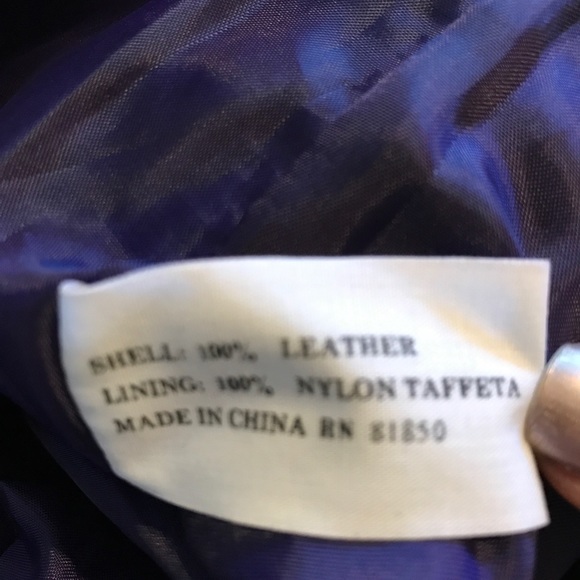 SHELL: 100% LEATHER
LINING: 100% NYLON TAFFETA
MADE IN CHINA RN 81850